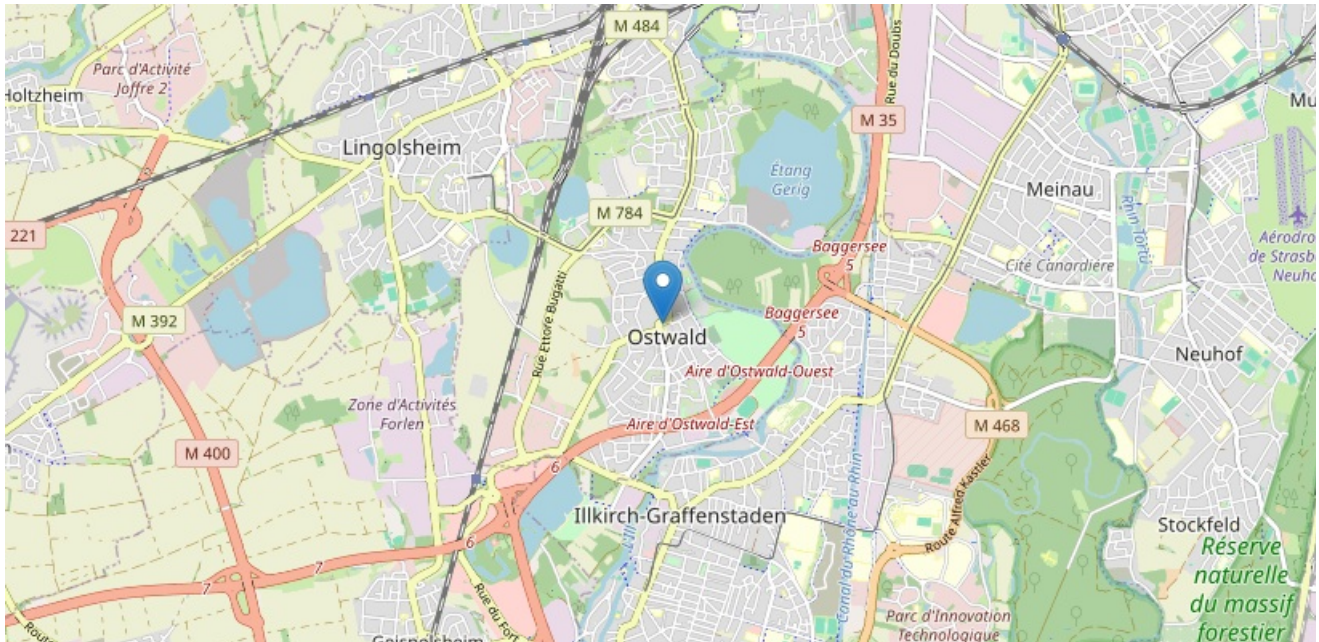 M 484
Parc d'Activité
Joffre 2
Holtzheim
Rue du Doubs
M 35
Lingolsheim
Étang
Gerig
Meinau
M 784
Rhin Tortu
221
Baggersee
5
Cité Canardière
Aérodro
de Strasb
Neuho
Rue Ettore Bugatti
M 392
Baggersee
5
Ostwald
Neuhof
Aire d'Ostwald-Ouest
Zone d'Activités
Forlen
Aire d'Ostwald-Est
M 468
M 400
6
Illkirch-Graffenstaden
Canal du Rhône au Rhin
Route Alfred Kastler
Stockfeld
6
Réserve
naturelle
du massif
forestier
7
7
Rue du Fort
Parc d'Innovation
Technologique
Route
Geispolsheim